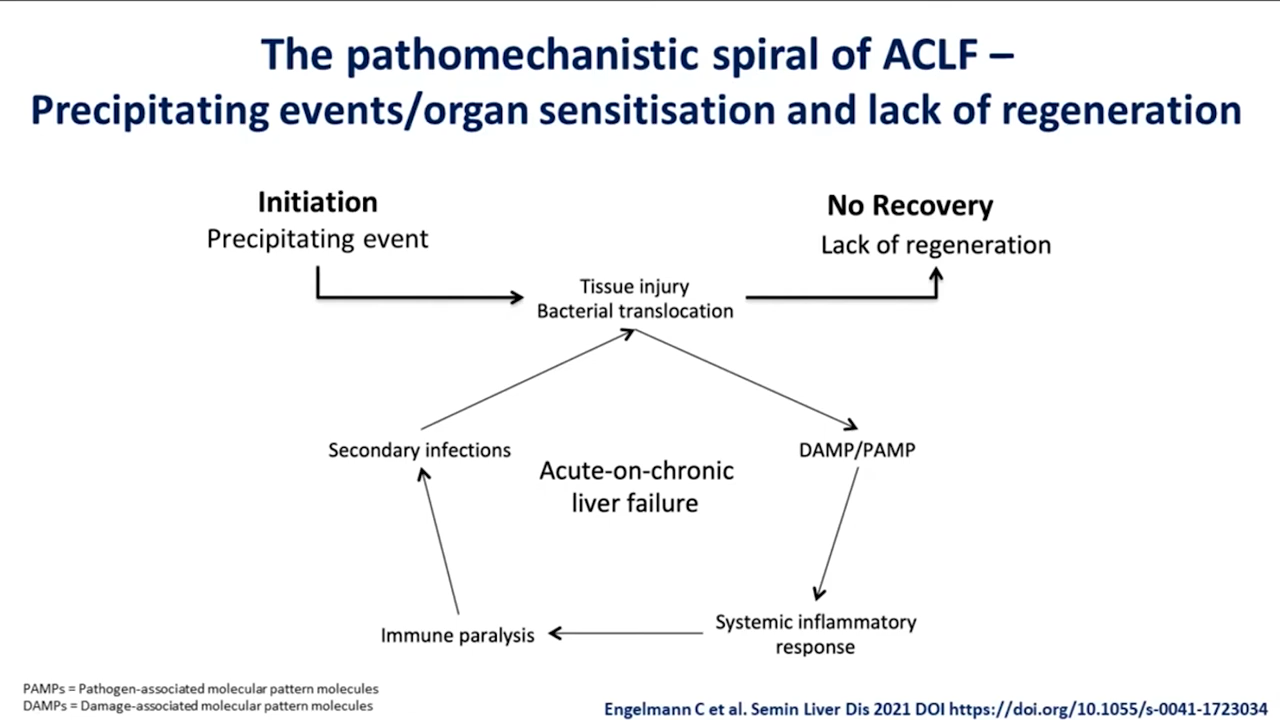 The pathomechanistic spiral of ACLF –
Precipitating events/organ sensitisation and lack of regeneration
Initiation
Precipitating event
No Recovery
Lack of regeneration
Tissue injury
Bacterial translocation
Secondary infections
DAMP/PAMP
Acute-on-chronic
liver failure
Immune paralysis
Systemic inflammatory
response
PAMPs = Pathogen-associated molecular pattern molecules
DAMPs = Damage-associated molecular pattern molecules
Engelmann C et al. Semin Liver Dis 2021 DOI https://doi.org/10.1055/s-0041-1723034